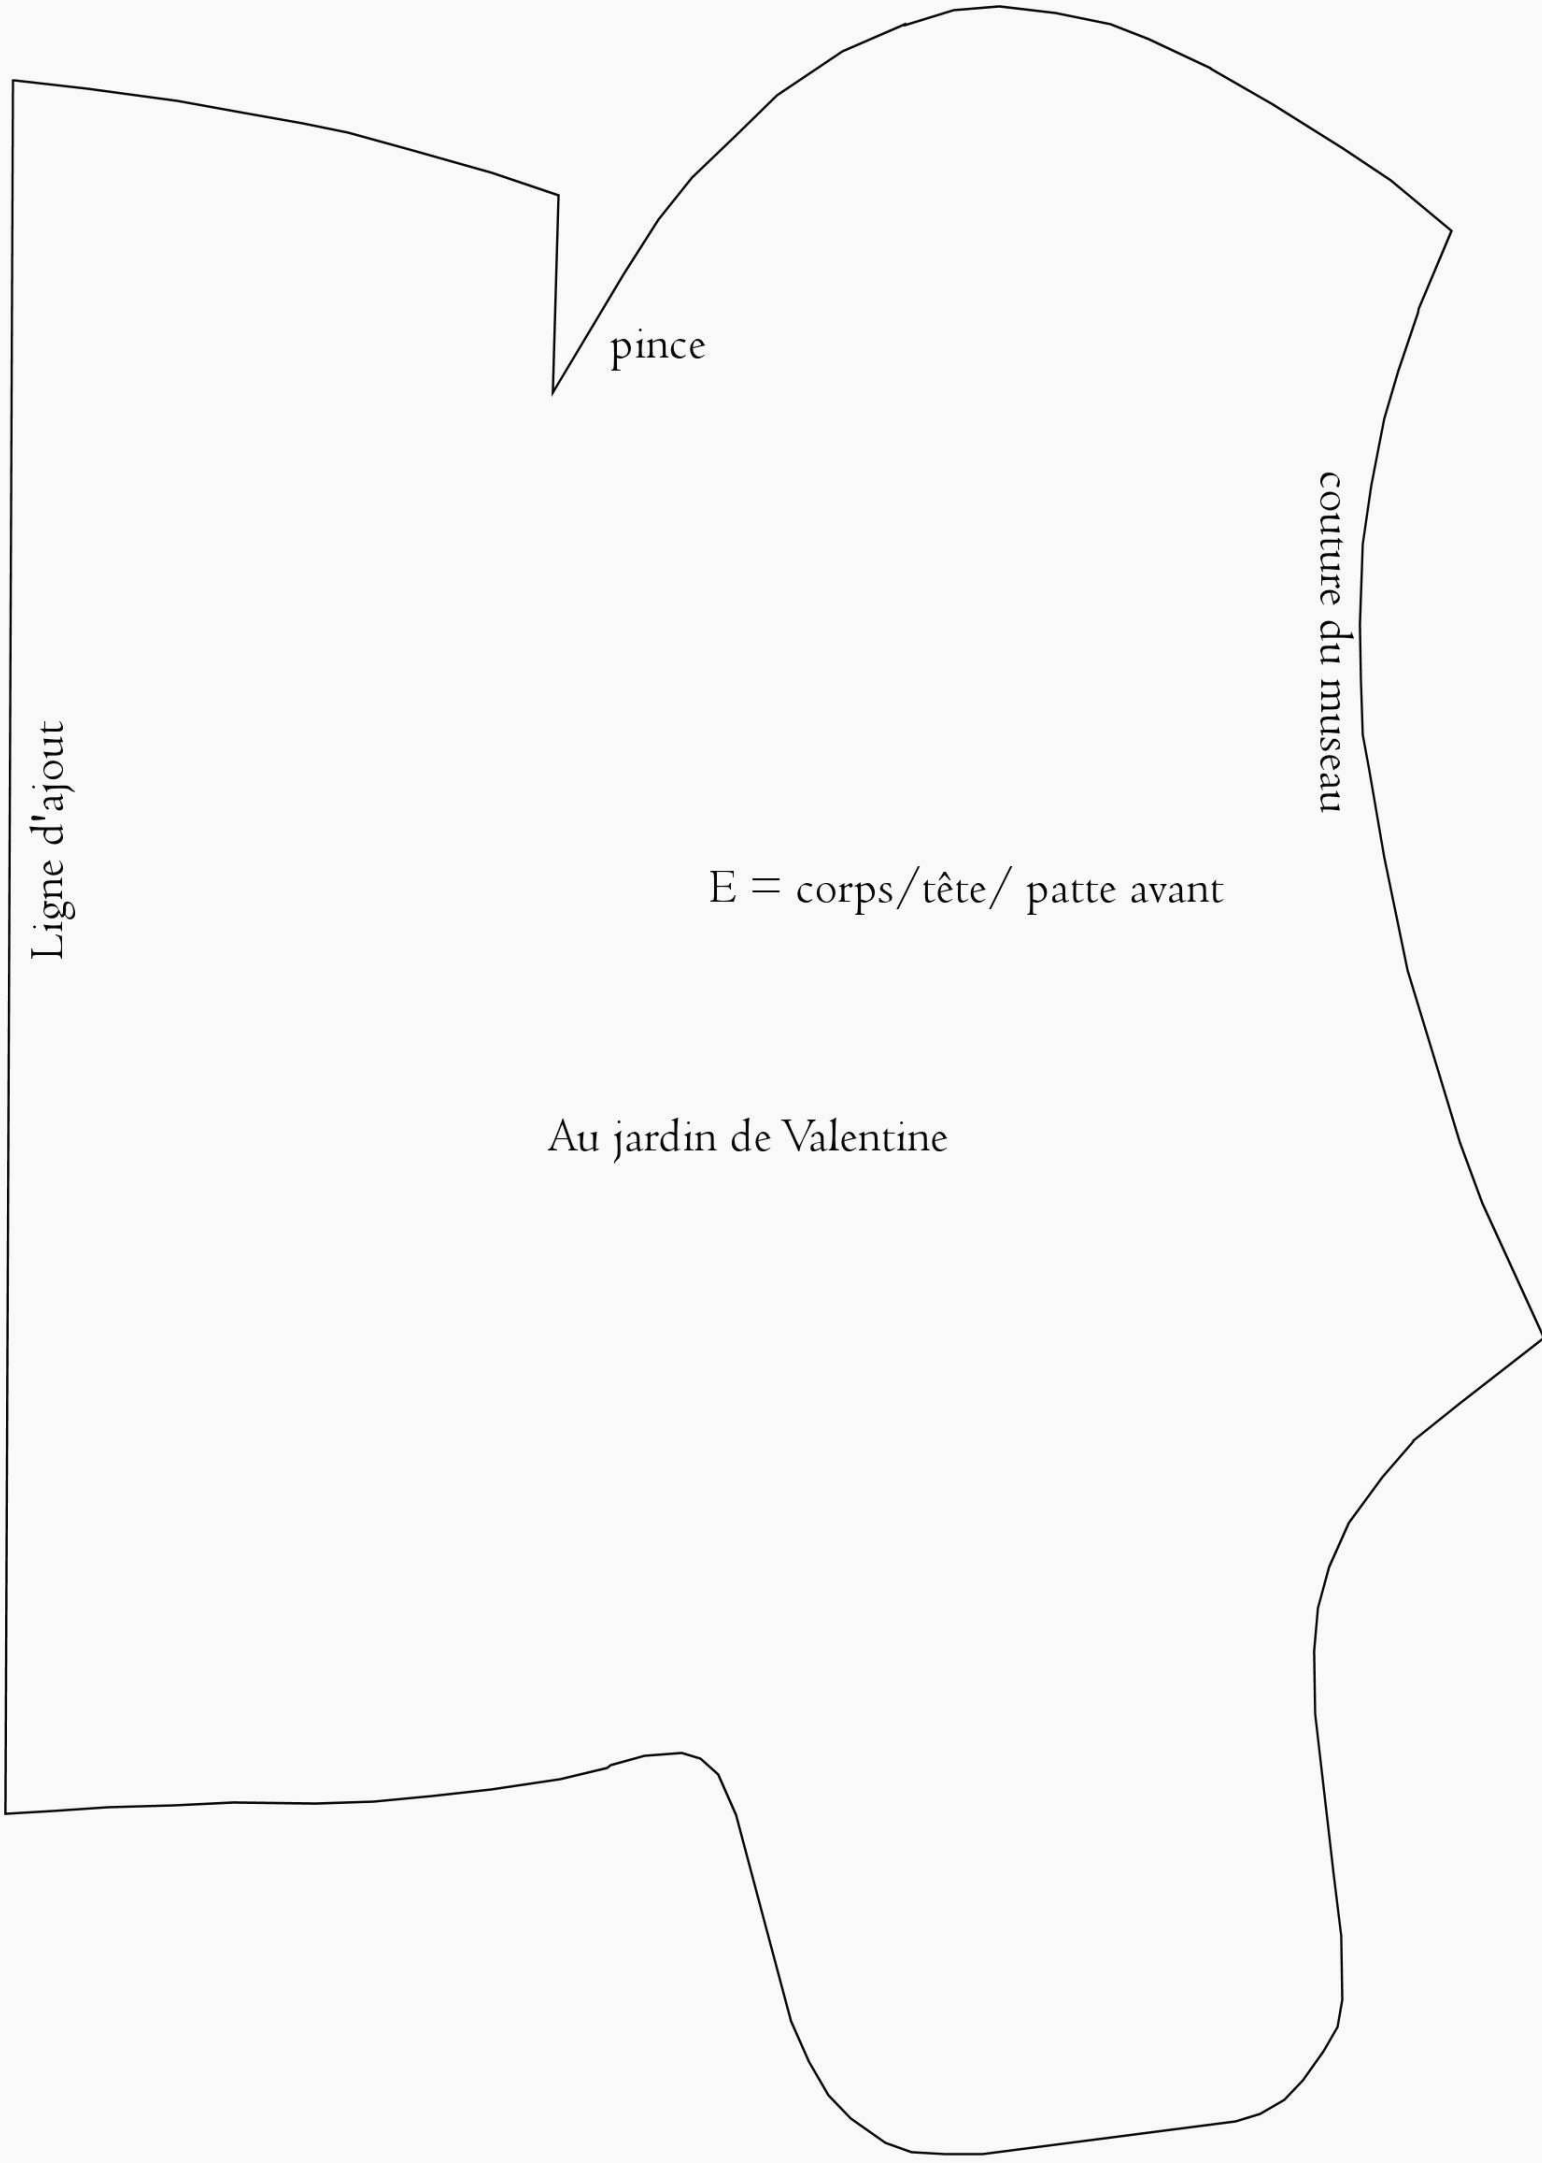 pince
couture du museau
Ligne d'ajout
E = corps/tête/ patte avant
Au jardin de Valentine